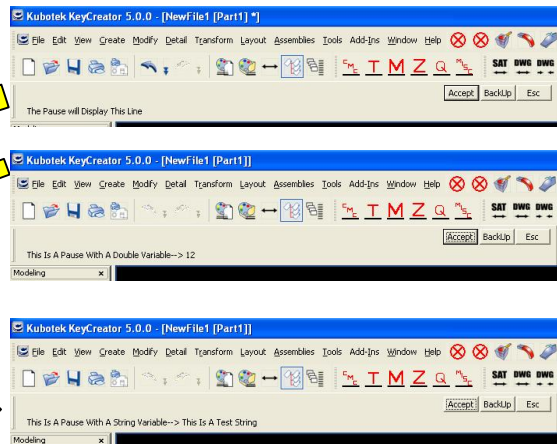 Kubotek KeyCreator 5.0.0 - [NewFile1 [Part1] *]
File Edit View Create Modify Detail Transform Layout Assemblies Tools Add-Ins Window Help
C M C T M Z Q M S C SAT DWG DWG
Accept BackUp Esc
The Pause will Display This Line
Kubotek KeyCreator 5.0.0 - [NewFile1 [Part1]]
File Edit View Create Modify Detail Transform Layout Assemblies Tools Add-Ins Window Help
C M C T M Z Q M S C SAT DWG DWG
Accept BackUp Esc
This Is A Pause With A Double Variable--> 12
Modeling x
Kubotek KeyCreator 5.0.0 - [NewFile1 [Part1]]
File Edit View Create Modify Detail Transform Layout Assemblies Tools Add-Ins Window Help
C M C T M Z Q M S C SAT DWG DWG
Accept BackUp Esc
This Is A Pause With A String Variable--> This Is A Test String
Modeling x